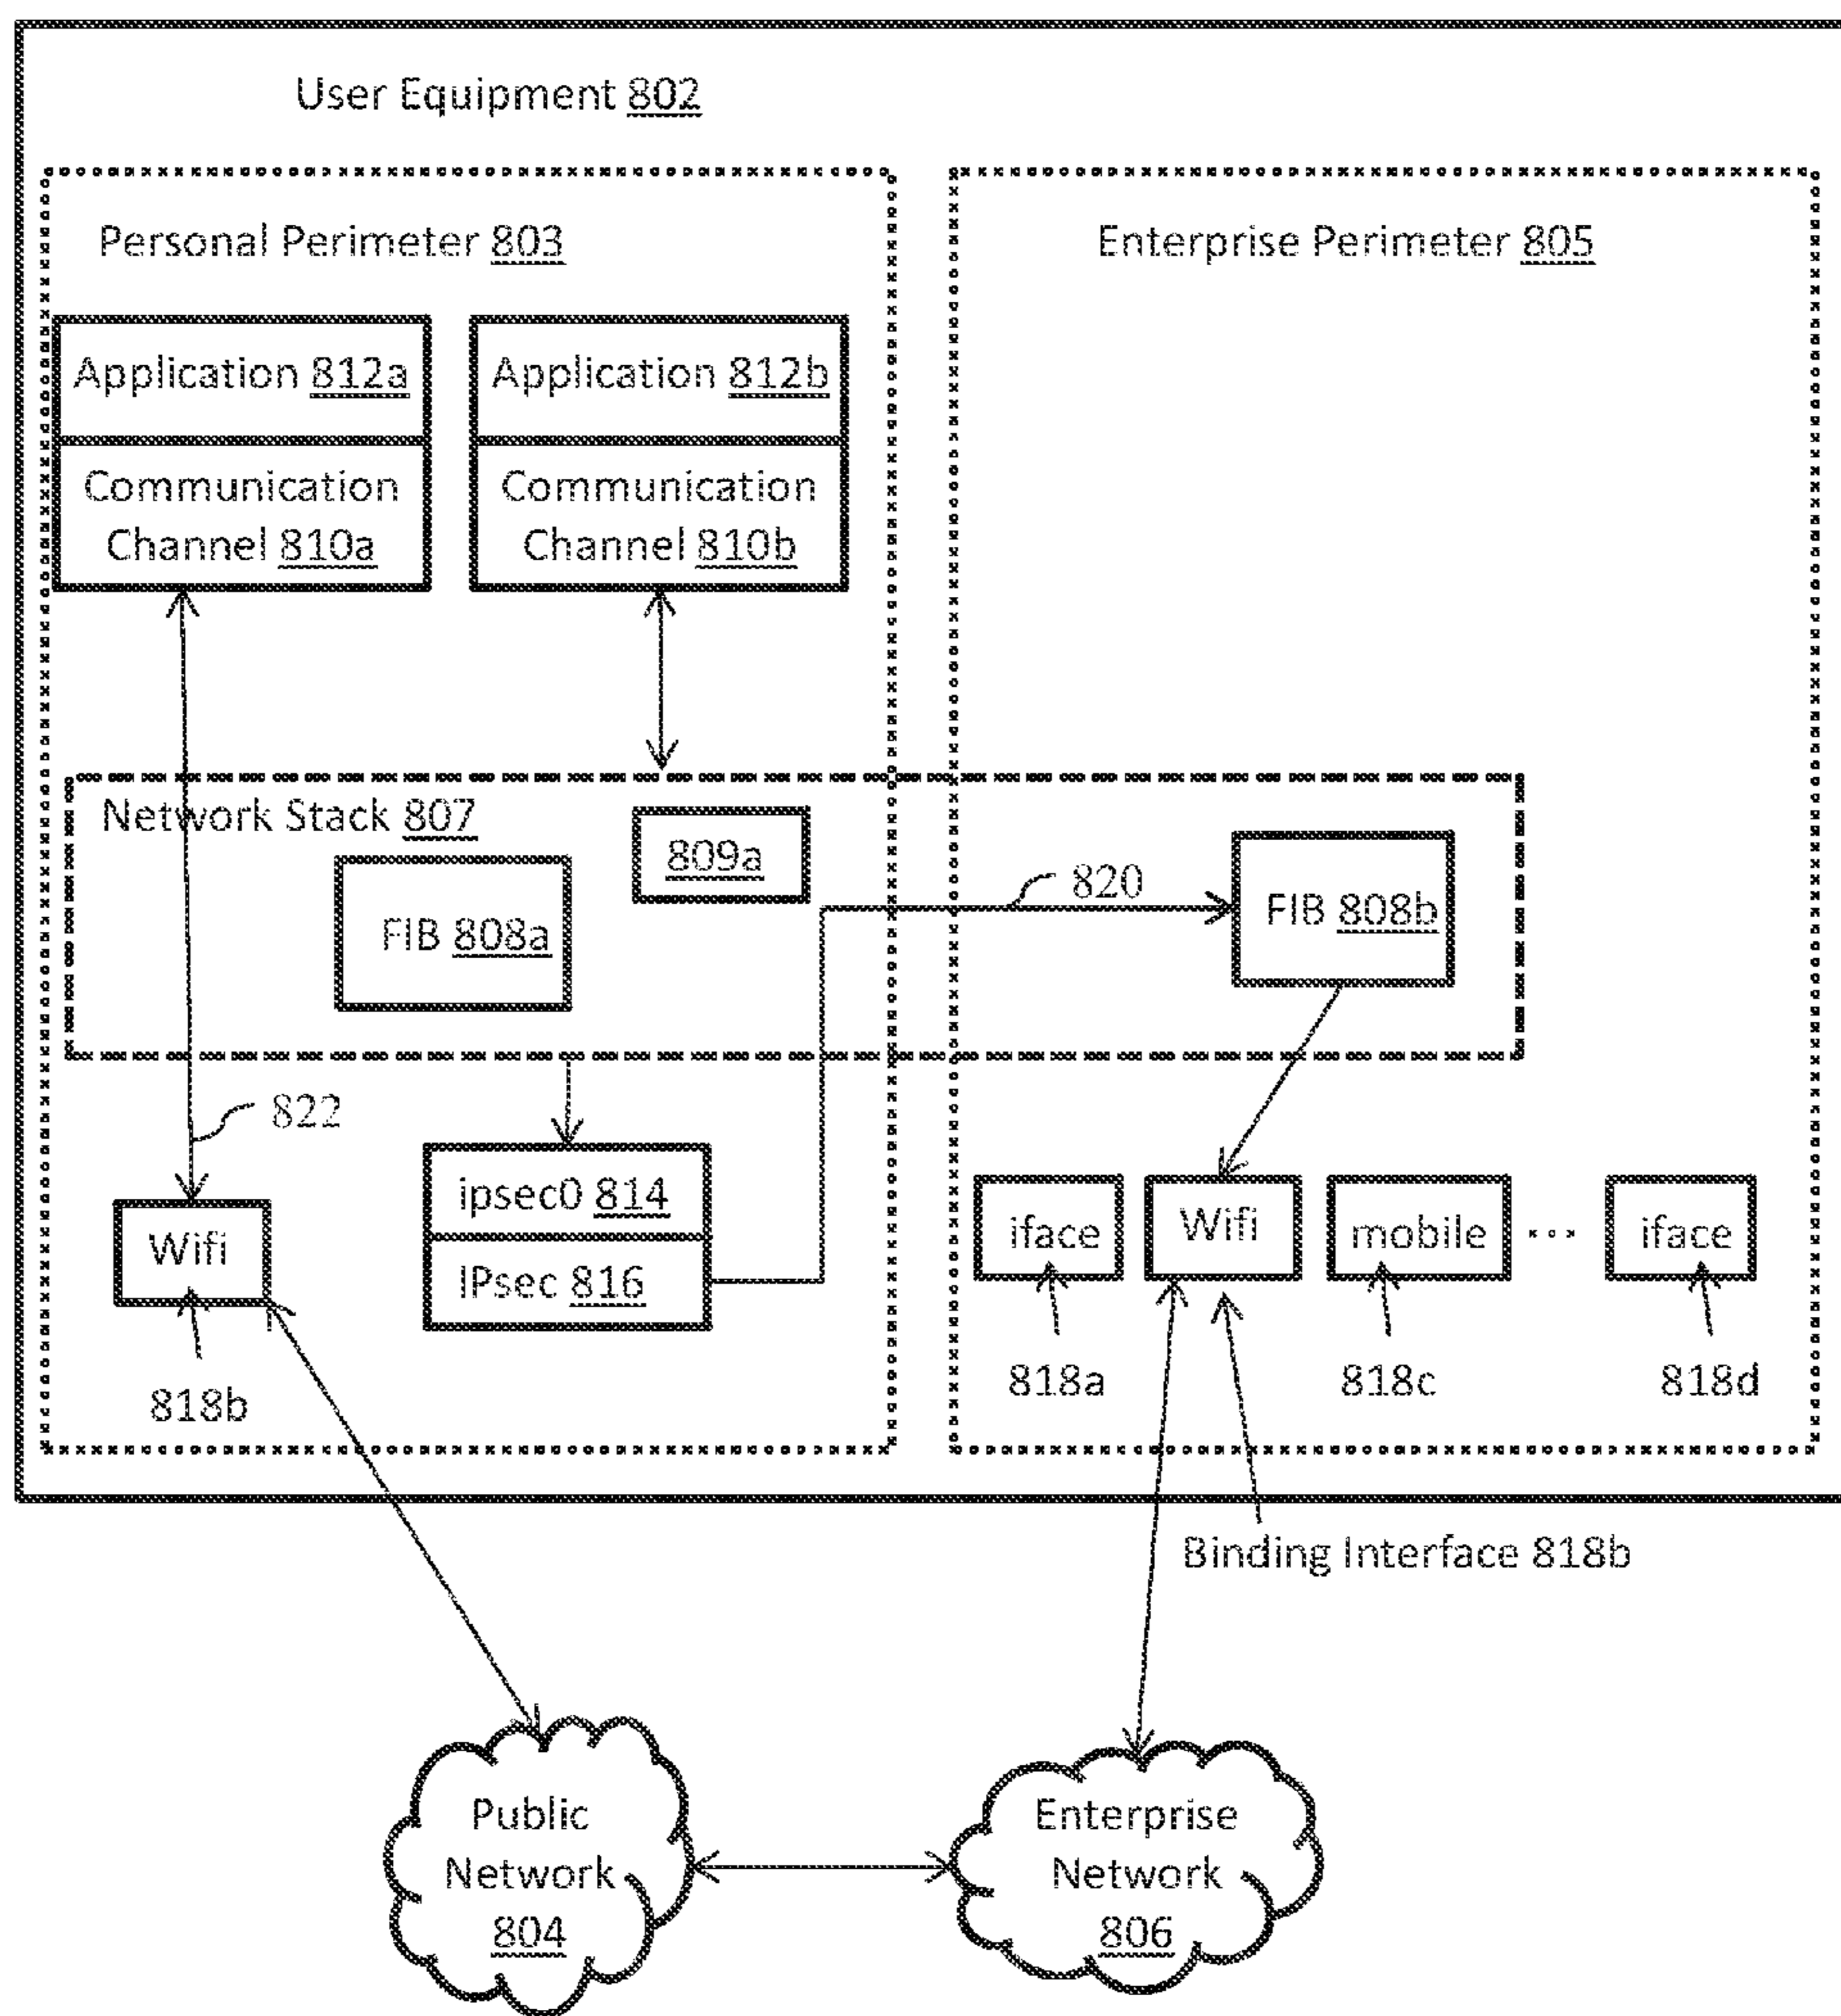 User Equipment 802
Personal Perimeter 803
Enterprise Perimeter 805
Application 812a
Communication
Channel 810a
Application 812b
Communication
Channel 810b
Network Stack 807
809a
FIB 808a
820
FIB 808b
822
Wifi
818b
ipsec0 814
IPsec 816
iface
Wifi
mobile
...
iface
818a
818c
818d
Binding Interface 818b
Public
Network
804
Enterprise
Network
806